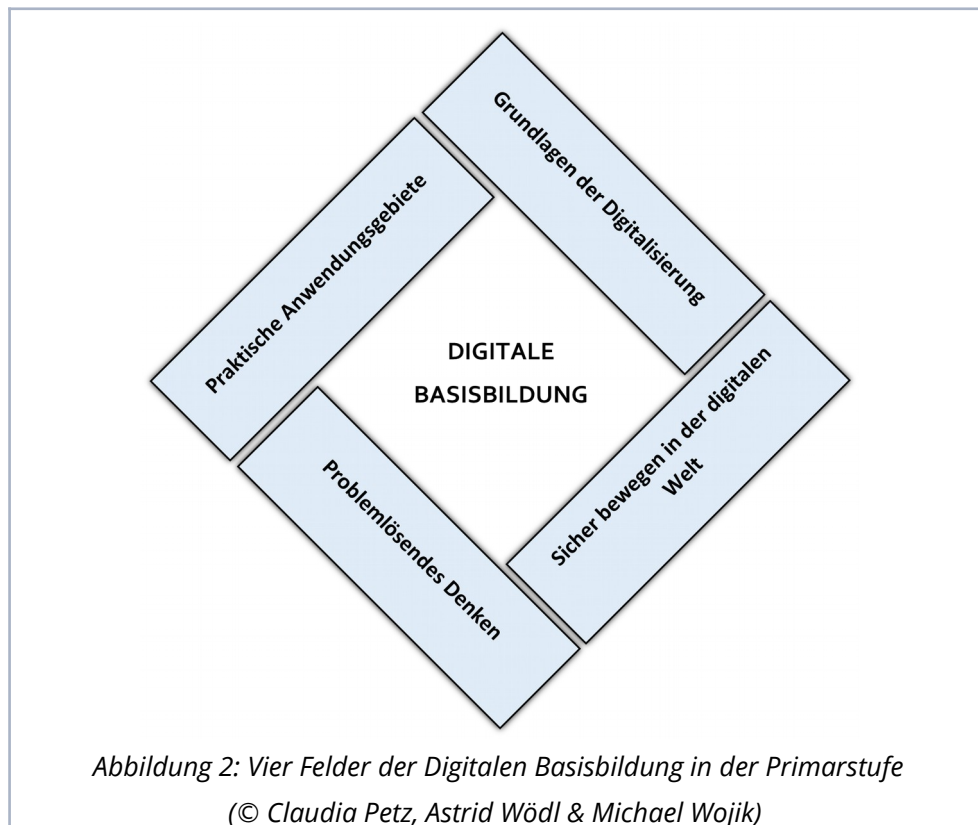 Grundlagen der Digitalisierung
Praktische Anwendungsgebiete
DIGITALE
BASISBILDUNG
Sicher bewegen in der digitalen
Welt
Problemlösendes Denken
Abbildung 2: Vier Felder der Digitalen Basisbildung in der Primarstufe
(© Claudia Petz, Astrid Wödl & Michael Wojik)